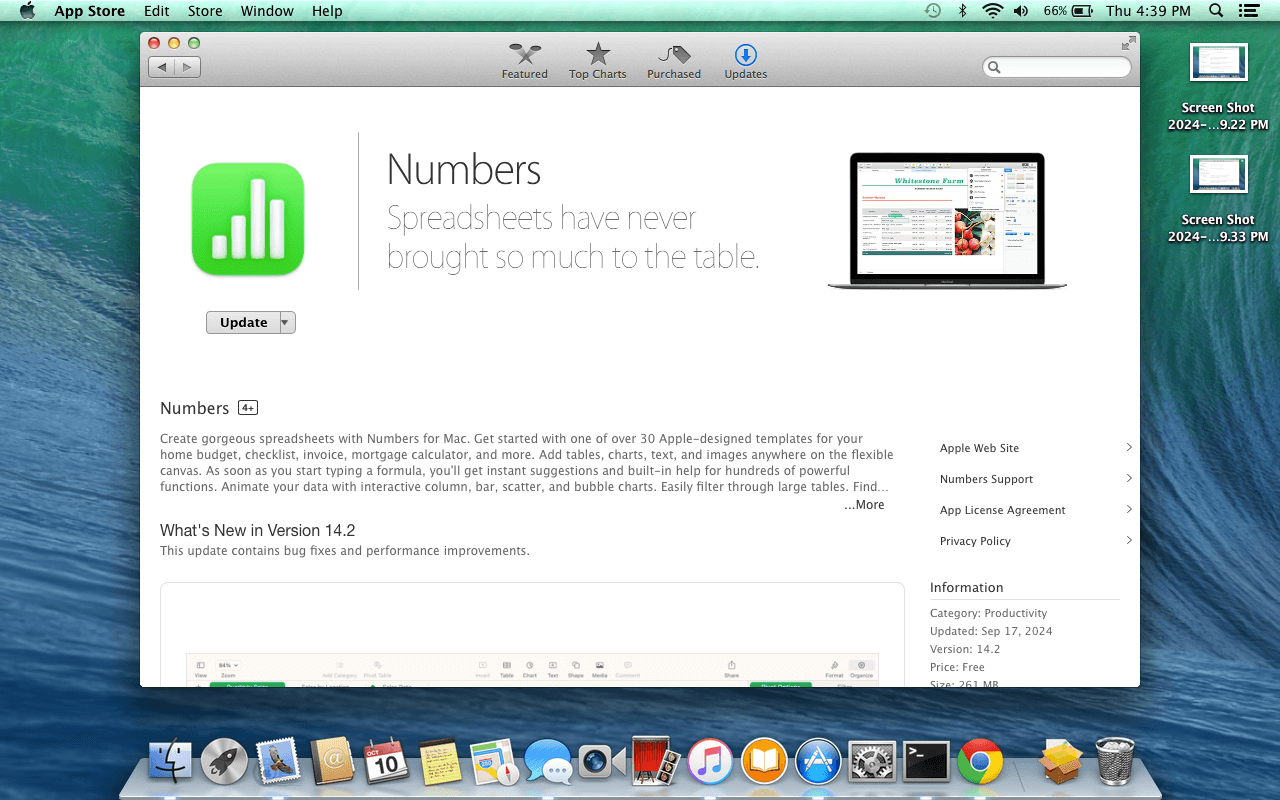 App Store Edit Store Window Help 66% Thu 4:39 PM
Featured Top Charts Purchased Updates
Screen Shot
2024-...9.22 PM
Screen Shot
2024-...9.33 PM
Numbers
Spreadsheets have never
brought so much to the table.
Whitestone Farm
Update
Numbers 4+
Create gorgeous spreadsheets with Numbers for Mac. Get started with one of over 30 Apple-designed templates for your
home budget, checklist, invoice, mortgage calculator, and more. Add tables, charts, text, and images anywhere on the flexible
canvas. As soon as you start typing a formula, you'll get instant suggestions and built-in help for hundreds of powerful
functions. Animate your data with interactive column, bar, scatter, and bubble charts. Easily filter through large tables. Find...
...More
What's New in Version 14.2
This update contains bug fixes and performance improvements.
Apple Web Site
Numbers Support
App License Agreement
Privacy Policy
Information
Category: Productivity
Updated: Sep 17, 2024
Version: 14.2
Price: Free
Size: 261 MB
84%
View Zoom Add Category Pivot Table Insert Table Chart Text Shape Media Comment Share Format Organize
OCT
10